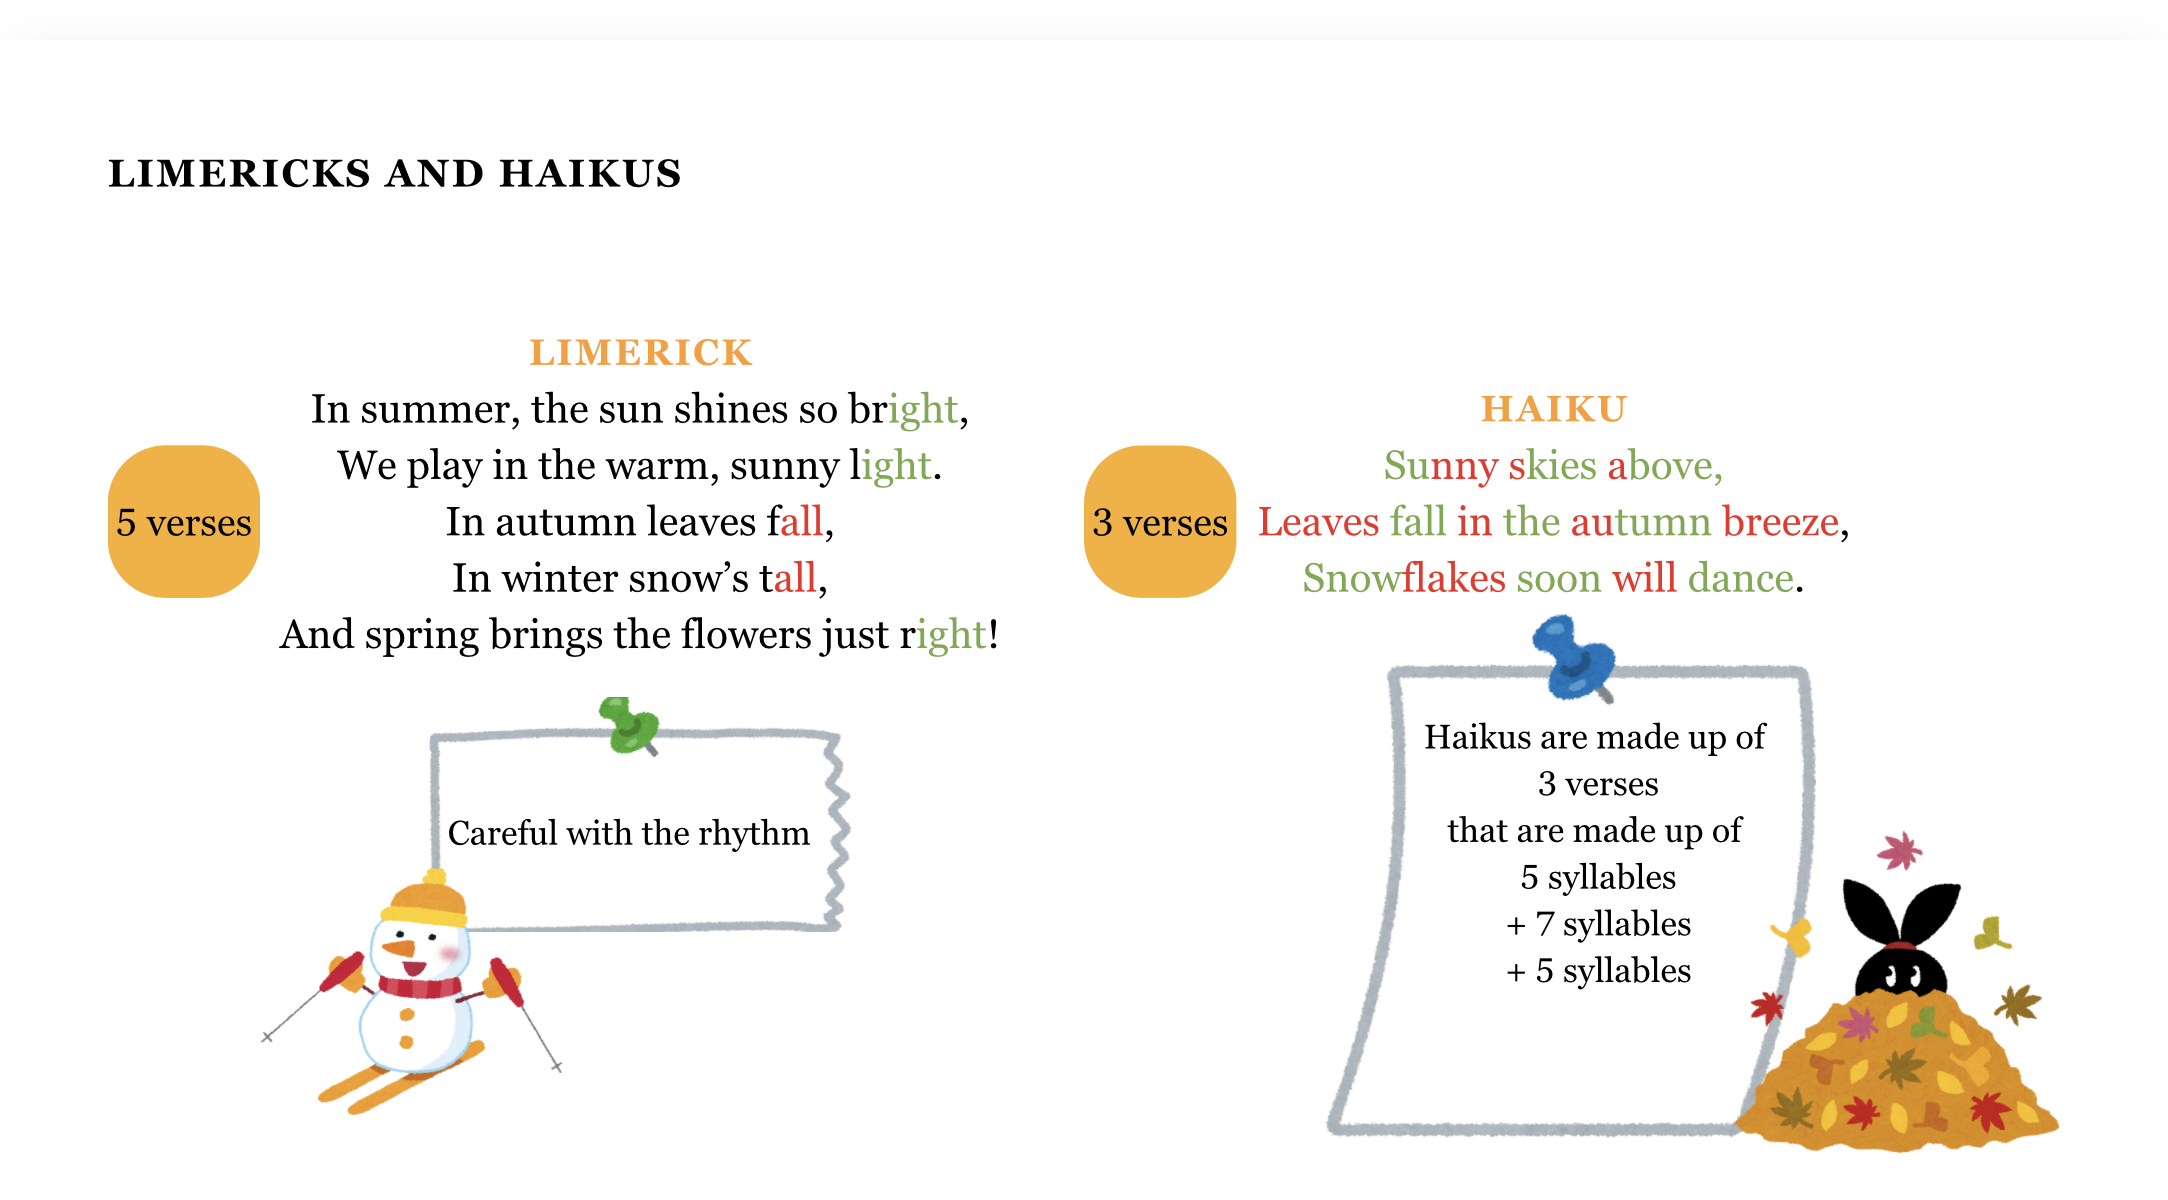 LIMERICKS AND HAIKUS
LIMERICK
In summer, the sun shines so bright,
We play in the warm, sunny light.
In autumn leaves fall,
In winter snow’s tall,
And spring brings the flowers just right!
5 verses
Careful with the rhythm
HAIKU
Sunny skies above,
Leaves fall in the autumn breeze,
Snowflakes soon will dance.
3 verses
Haikus are made up of
3 verses
that are made up of
5 syllables
+ 7 syllables
+ 5 syllables